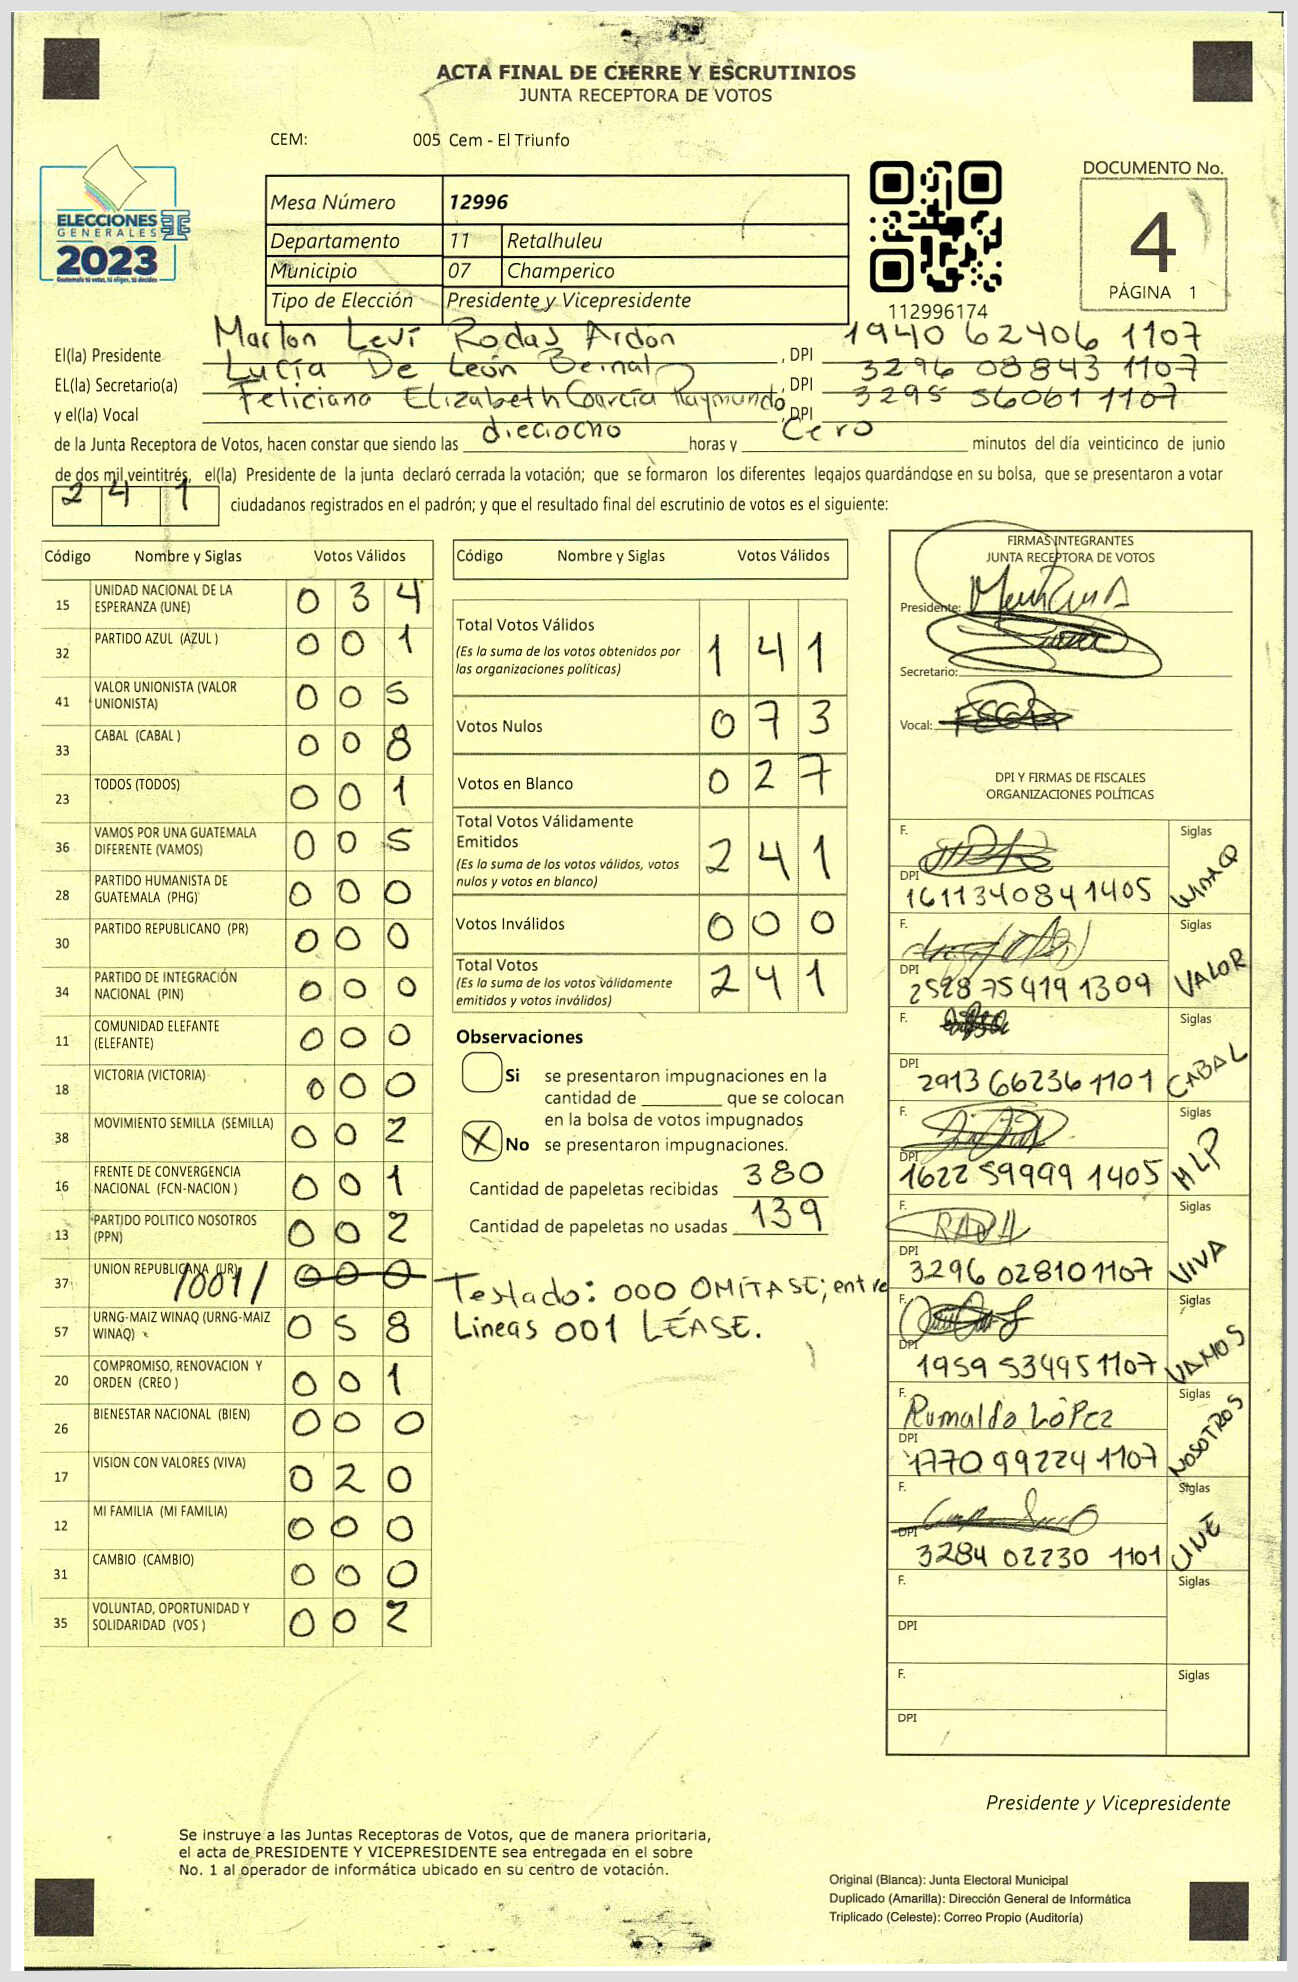 ACTA FINAL DE CIERRE Y ESCRUTINIOS
JUNTA RECEPTORA DE VOTOS
CEM: 005 Cem - El Triunfo
ELECCIONES
GENERALES
2023
Guatemala tú votas, tú eliges, tú decides
Mesa Número 12996
Departamento 11 Retalhuleu
Municipio 07 Champerico
Tipo de Elección Presidente y Vicepresidente
112996174
DOCUMENTO No.
4
PÁGINA 1
El(la) Presidente Marlon Leví Rodas Ardón , DPI 1940 62406 1107
EL(la) Secretario(a) Lucía De León Bernal , DPI 3296 08843 1107
y el(la) Vocal Feliciana Elizabeth García Raymundo , DPI 3295 56061 1107
de la Junta Receptora de Votos, hacen constar que siendo las dieciocho horas y Cero minutos del día veinticinco de junio
de dos mil veintitrés, el(la) Presidente de la junta declaró cerrada la votación; que se formaron los diferentes legajos guardándose en su bolsa, que se presentaron a votar
241 ciudadanos registrados en el padrón; y que el resultado final del escrutinio de votos es el siguiente:
Código Nombre y Siglas Votos Válidos
15 UNIDAD NACIONAL DE LA ESPERANZA (UNE) 0 3 4
32 PARTIDO AZUL (AZUL ) 0 0 1
41 VALOR UNIONISTA (VALOR UNIONISTA) 0 0 5
33 CABAL (CABAL ) 0 0 8
23 TODOS (TODOS) 0 0 1
36 VAMOS POR UNA GUATEMALA DIFERENTE (VAMOS) 0 0 5
28 PARTIDO HUMANISTA DE GUATEMALA (PHG) 0 0 0
30 PARTIDO REPUBLICANO (PR) 0 0 0
34 PARTIDO DE INTEGRACIÓN NACIONAL (PIN) 0 0 0
11 COMUNIDAD ELEFANTE (ELEFANTE) 0 0 0
18 VICTORIA (VICTORIA) 0 0 0
38 MOVIMIENTO SEMILLA (SEMILLA) 0 0 2
16 FRENTE DE CONVERGENCIA NACIONAL (FCN-NACION ) 0 0 1
13 PARTIDO POLITICO NOSOTROS (PPN) 0 0 2
37 UNION REPUBLICANA (UR) /001/ 0 0 0
57 URNG-MAIZ WINAQ (URNG-MAIZ WINAQ) 0 5 8
20 COMPROMISO, RENOVACION Y ORDEN (CREO ) 0 0 1
26 BIENESTAR NACIONAL (BIEN) 0 0 0
17 VISION CON VALORES (VIVA) 0 2 0
12 MI FAMILIA (MI FAMILIA) 0 0 0
31 CAMBIO (CAMBIO) 0 0 0
35 VOLUNTAD, OPORTUNIDAD Y SOLIDARIDAD (VOS ) 0 0 2
Código Nombre y Siglas Votos Válidos
Total Votos Válidos 1 4 1
(Es la suma de los votos obtenidos por
las organizaciones políticas)
Votos Nulos 0 7 3
Votos en Blanco 0 2 7
Total Votos Válidamente
Emitidos 2 4 1
(Es la suma de los votos válidos, votos
nulos y votos en blanco)
Votos Inválidos 0 0 0
Total Votos 2 4 1
(Es la suma de los votos válidamente
emitidos y votos inválidos)
Observaciones
Si se presentaron impugnaciones en la
cantidad de ________ que se colocan
en la bolsa de votos impugnados
X No se presentaron impugnaciones.
Cantidad de papeletas recibidas 380
Cantidad de papeletas no usadas 139
Testado: 000 OMÍTASE; entre
Lineas 001 LÉASE.
FIRMAS INTEGRANTES
JUNTA RECEPTORA DE VOTOS
Presidente:
Secretario:
Vocal:
DPI Y FIRMAS DE FISCALES
ORGANIZACIONES POLÍTICAS
F. Siglas WINAQ
DPI 1611 34084 1405
F. Siglas VALOR
DPI 2528 75419 1309
F. Siglas CABAL
DPI 2913 66236 1101
F. Siglas MLP
DPI 1622 59999 1405
F. Siglas VIVA
DPI 3296 02810 1107
F. Siglas VAMOS
DPI 1959 53495 1107
F. Rumaldo LòPez Siglas NOSOTROS
DPI 1770 99224 1107
F. Siglas UNE
DPI 3284 02230 1101
F. Siglas
DPI
F. Siglas
DPI
Presidente y Vicepresidente
Se instruye a las Juntas Receptoras de Votos, que de manera prioritaria,
el acta de PRESIDENTE Y VICEPRESIDENTE sea entregada en el sobre
No. 1 al operador de informática ubicado en su centro de votación.
Original (Blanca): Junta Electoral Municipal
Duplicado (Amarilla): Dirección General de Informática
Triplicado (Celeste): Correo Propio (Auditoría)